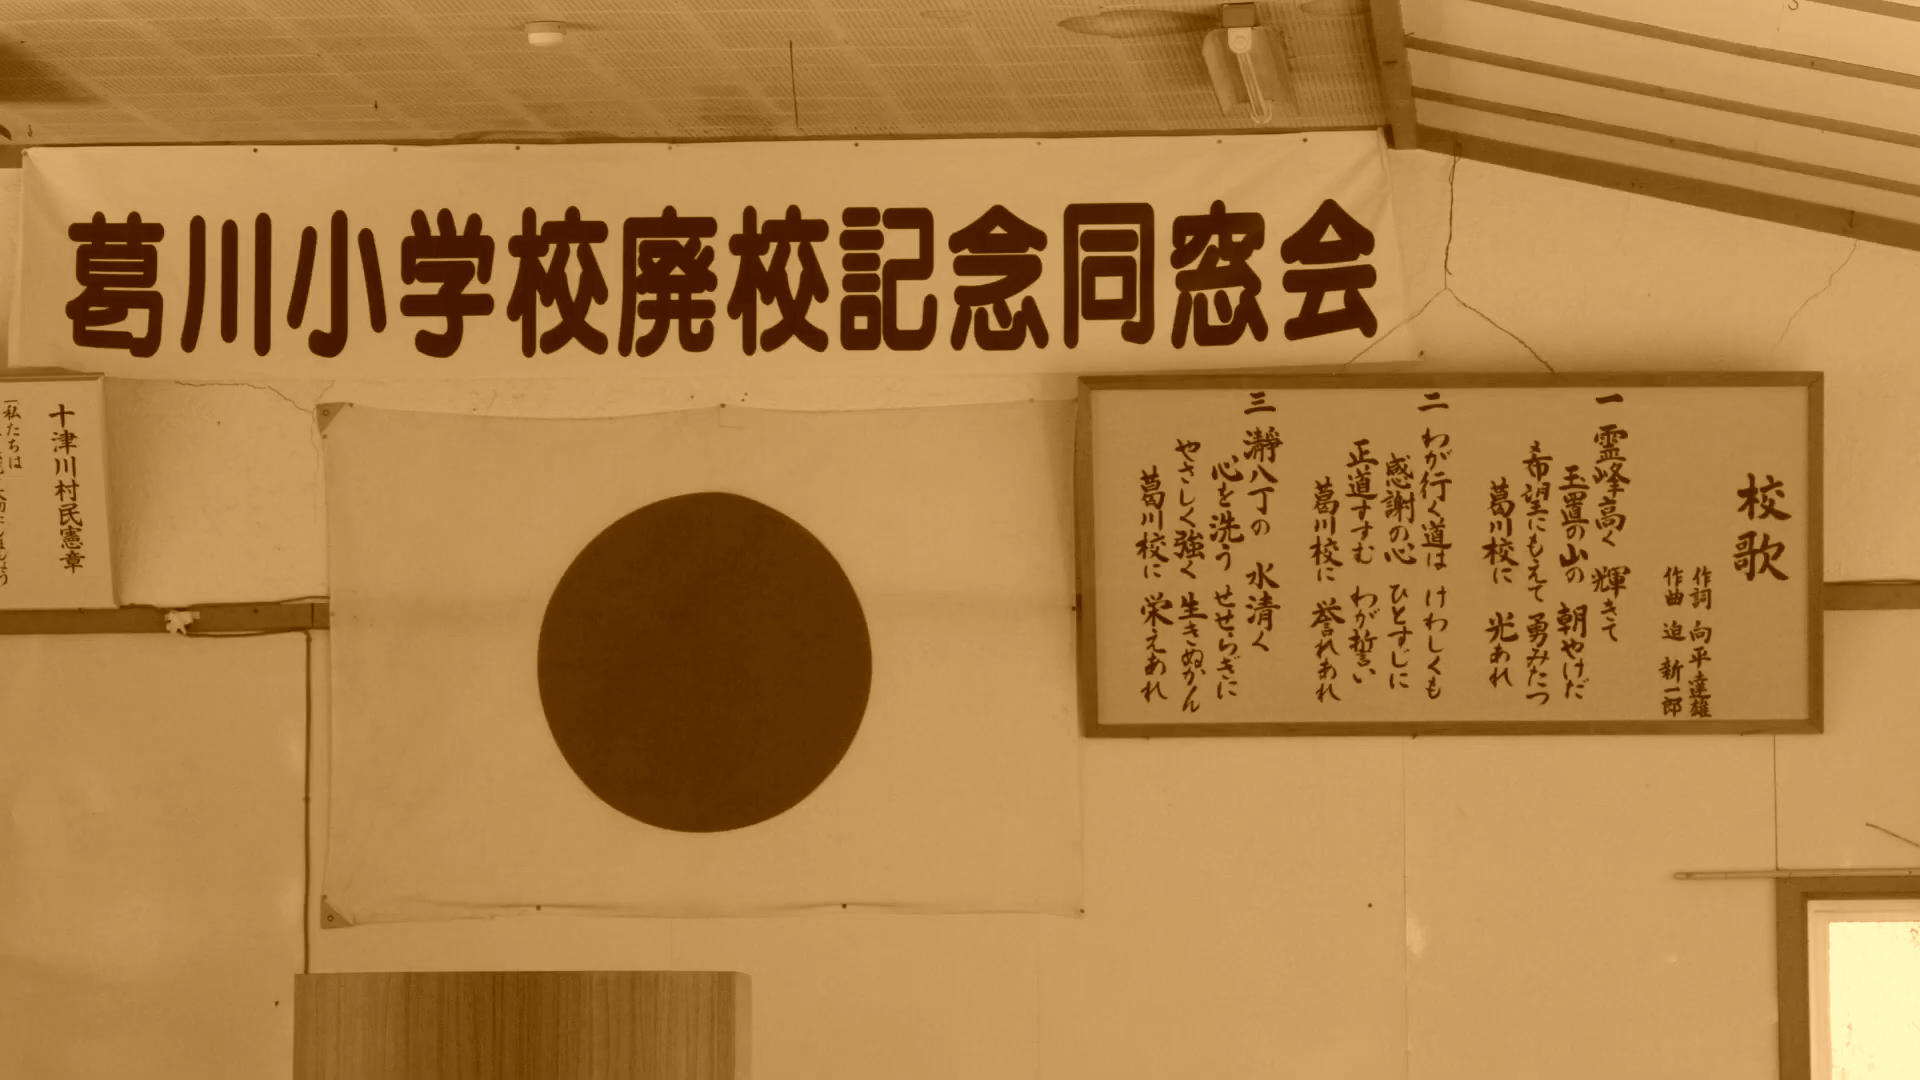 葛川小学校廃校記念同窓会
校歌
作詞 向平達雄
作曲 迫 新一郎
一 霊峰高く 輝きて
玉置の山の 朝やけだ
希望にもえて 勇みたつ
葛川校に 光あれ
二 わが行く道は けわしくも
感謝の心 ひとすじに
正道すすむ わが誓い
葛川校に 誉れあれ
三 瀞八丁の 水清く
心を洗う せせらぎに
やさしく強く 生きぬかん
葛川校に 栄えあれ
十津川村民憲章
一私たちは